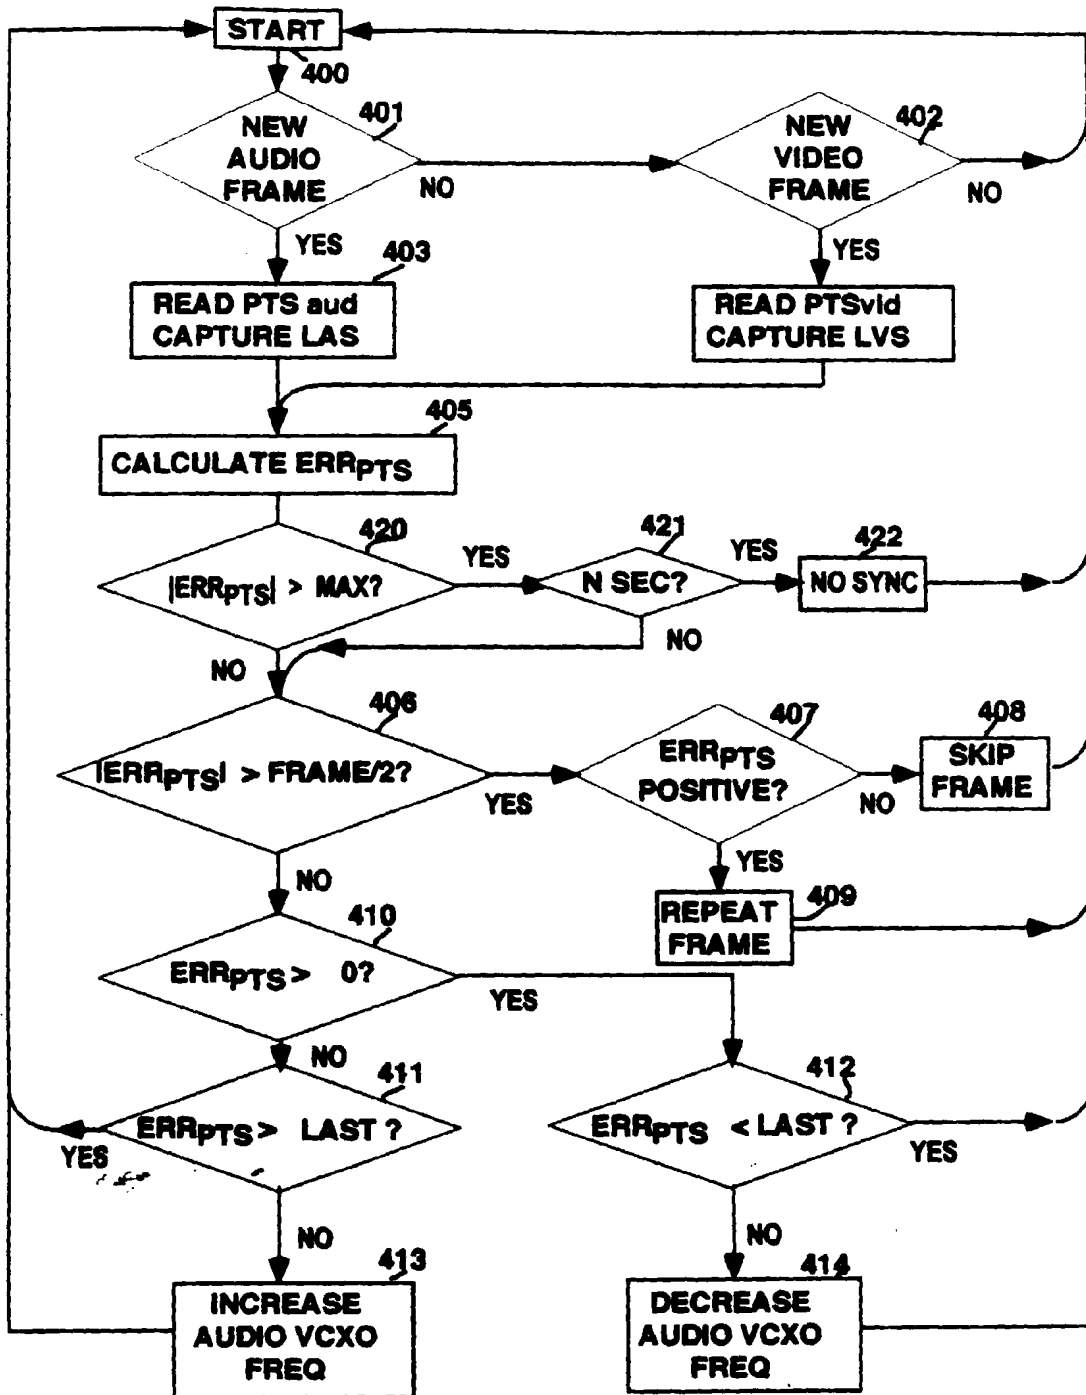 START
400
NEW
AUDIO
FRAME
401
NO
NEW
VIDEO
FRAME
402
NO
YES
403
YES
READ PTS aud
CAPTURE LAS
READ PTSvid
CAPTURE LVS
405
CALCULATE ERRPTS
420
|ERRPTS| > MAX?
YES
421
N SEC?
YES
422
NO SYNC
NO
NO
406
|ERRPTS| > FRAME/2?
YES
407
ERRPTS
POSITIVE?
NO
408
SKIP
FRAME
YES
NO
409
REPEAT
FRAME
410
ERRPTS > 0?
YES
NO
411
ERRPTS > LAST ?
YES
412
ERRPTS < LAST ?
YES
NO
NO
413
INCREASE
AUDIO VCXO
FREQ
414
DECREASE
AUDIO VCXO
FREQ